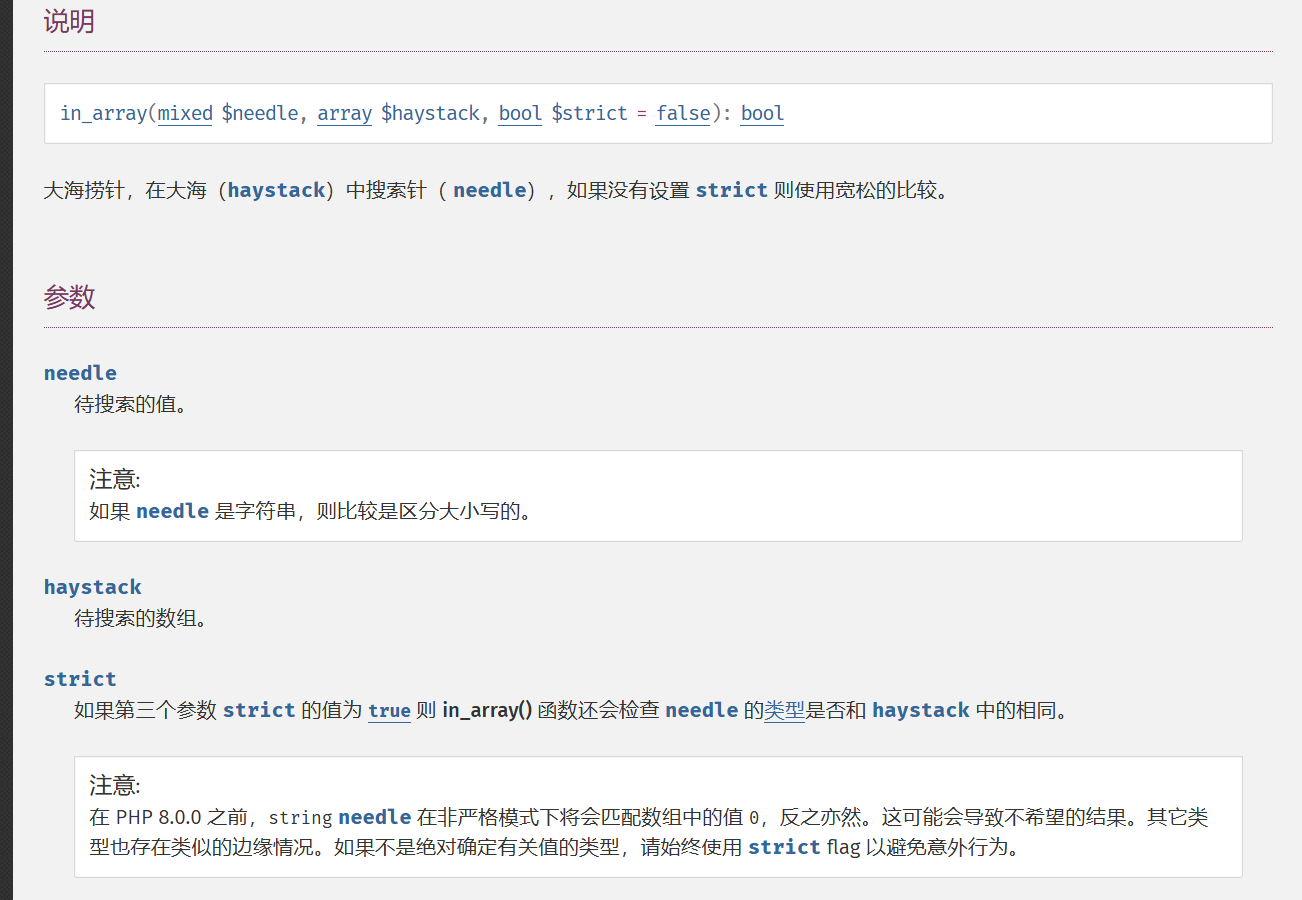 说明
in_array(mixed $needle, array $haystack, bool $strict = false): bool
大海捞针，在大海（haystack）中搜索针（ needle），如果没有设置 strict 则使用宽松的比较。
参数
needle
待搜索的值。
注意:
如果 needle 是字符串，则比较是区分大小写的。
haystack
待搜索的数组。
strict
如果第三个参数 strict 的值为 true 则 in_array() 函数还会检查 needle 的类型是否和 haystack 中的相同。
注意:
在 PHP 8.0.0 之前，string needle 在非严格模式下将会匹配数组中的值 0，反之亦然。这可能会导致不希望的结果。其它类
型也存在类似的边缘情况。如果不是绝对确定有关值的类型，请始终使用 strict flag 以避免意外行为。